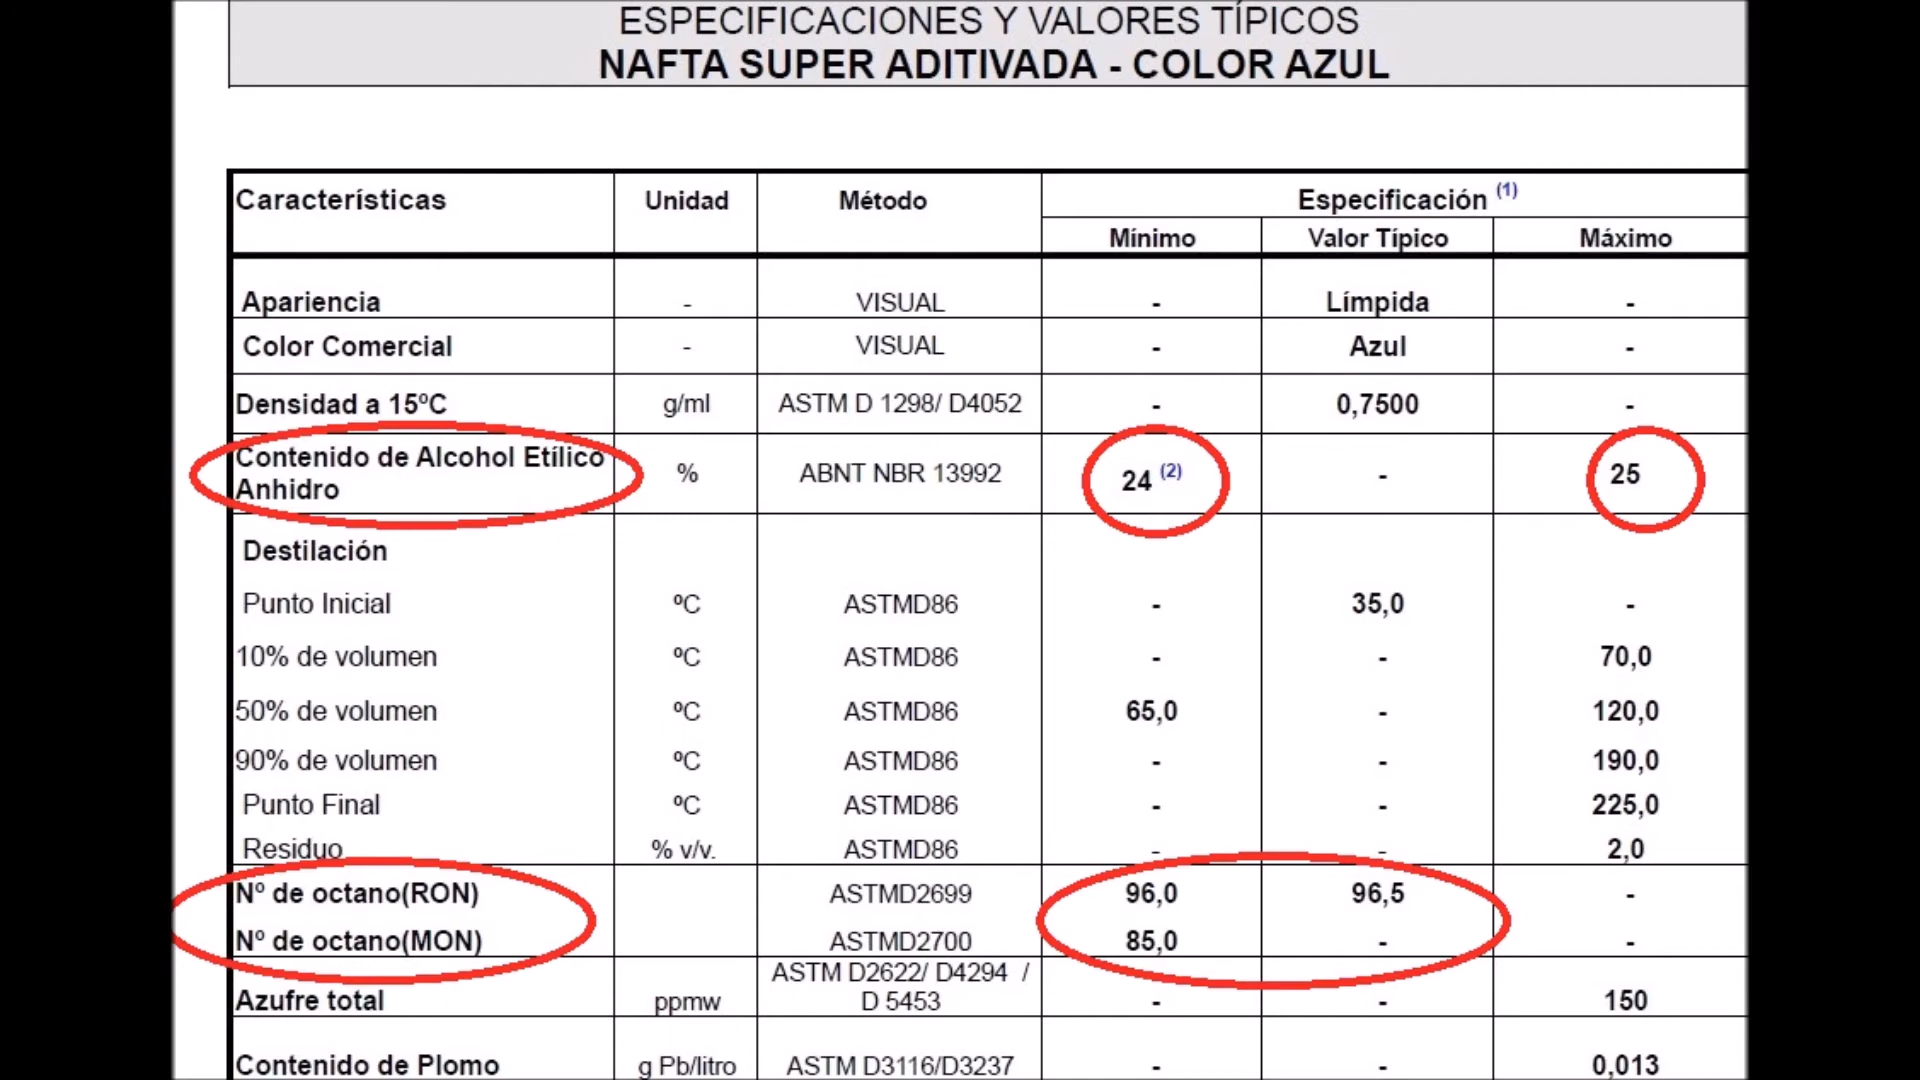 ESPECIFICACIONES Y VALORES TÍPICOS
NAFTA SUPER ADITIVADA - COLOR AZUL
Características Unidad Método Especificación (1)
Mínimo Valor Típico Máximo
Apariencia - VISUAL - Límpida -
Color Comercial - VISUAL - Azul -
Densidad a 15ºC g/ml ASTM D 1298/ D4052 - 0,7500 -
Contenido de Alcohol Etílico
Anhidro % ABNT NBR 13992 24 (2) - 25
Destilación
Punto Inicial ºC ASTMD86 - 35,0 -
10% de volumen ºC ASTMD86 - - 70,0
50% de volumen ºC ASTMD86 65,0 - 120,0
90% de volumen ºC ASTMD86 - - 190,0
Punto Final ºC ASTMD86 - - 225,0
Residuo % v/v. ASTMD86 - - 2,0
Nº de octano(RON) ASTMD2699 96,0 96,5 -
Nº de octano(MON) ASTMD2700 85,0 - -
ASTM D2622/ D4294 /
Azufre total ppmw D 5453 - - 150
Contenido de Plomo g Pb/litro ASTM D3116/D3237 - - 0,013